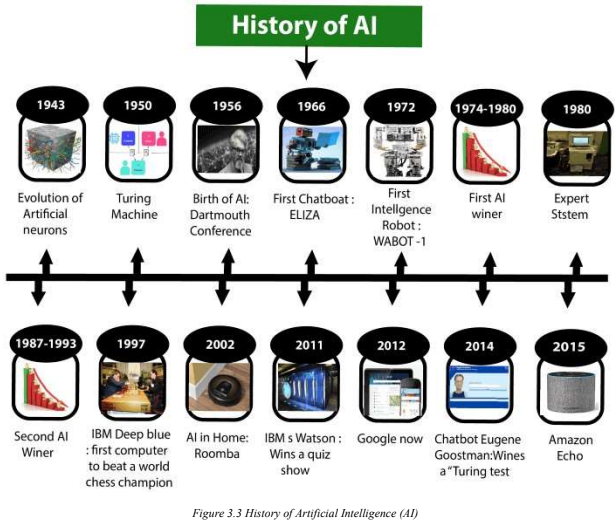 History of AI
1943
1950
1956
1966
1972
1974-1980
1980
Evolution of
Artificial
neurons
Turing
Machine
Birth of AI:
Dartmouth
Conference
First Chatboat :
ELIZA
First
Intellgence
Robot :
WABOT -1
First AI
winer
Expert
Ststem
1987-1993
1997
2002
2011
2012
2014
2015
Second AI
Winer
IBM Deep blue
: first computer
to beat a world
chess champion
AI in Home:
Roomba
IBM s Watson :
Wins a quiz
show
Google now
Chatbot Eugene
Goostman:Wines
a "Turing test
Amazon
Echo
Figure 3.3 History of Artificial Intelligence (AI)